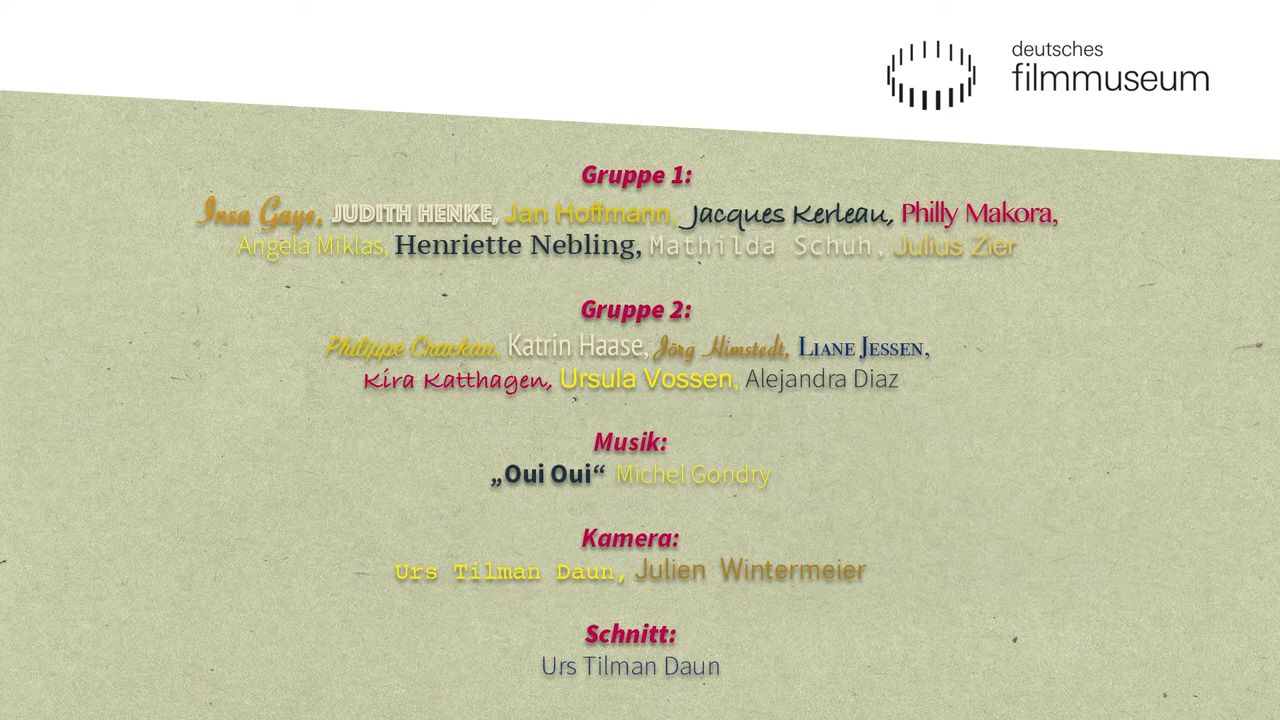 deutsches
filmmuseum
Gruppe 1:
Insa Gaye, JUDITH HENKE, Jan Hoffmann, Jacques Kerleau, Philly Makora,
Angela Miklas, Henriette Nebling, Mathilda Schuh, Julius Zier
Gruppe 2:
Philippe Crackau, Katrin Haase, Jörg Himstedt, LIANE JESSEN,
Kira Katthagen, Ursula Vossen, Alejandra Diaz
Musik:
„Oui Oui“ Michel Gondry
Kamera:
Urs Tilman Daun, Julien Wintermeier
Schnitt:
Urs Tilman Daun